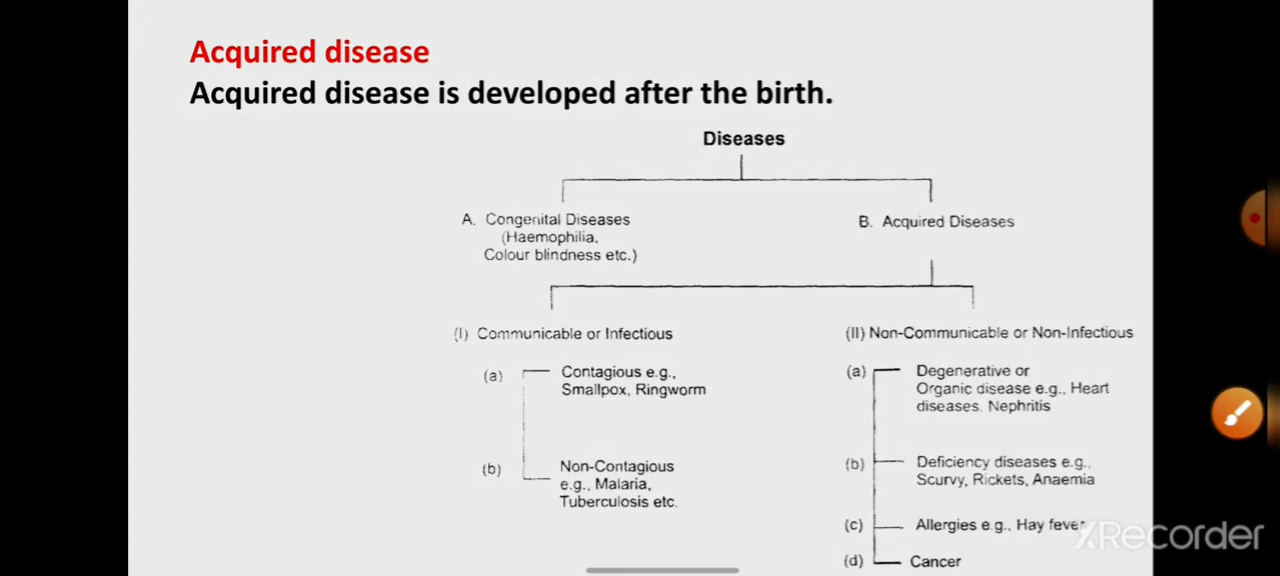 Acquired disease
Acquired disease is developed after the birth.
Diseases
A. Congenital Diseases
(Haemophilia,
Colour blindness etc.)
B. Acquired Diseases
(I) Communicable or Infectious
(a) Contagious e.g.,
Smallpox, Ringworm
(b) Non-Contagious
e.g., Malaria,
Tuberculosis etc.
(II) Non-Communicable or Non-Infectious
(a) Degenerative or
Organic disease e.g., Heart
diseases. Nephritis
(b) Deficiency diseases e.g.,
Scurvy, Rickets, Anaemia
(c) Allergies e.g., Hay fever
(d) Cancer
XRecorder